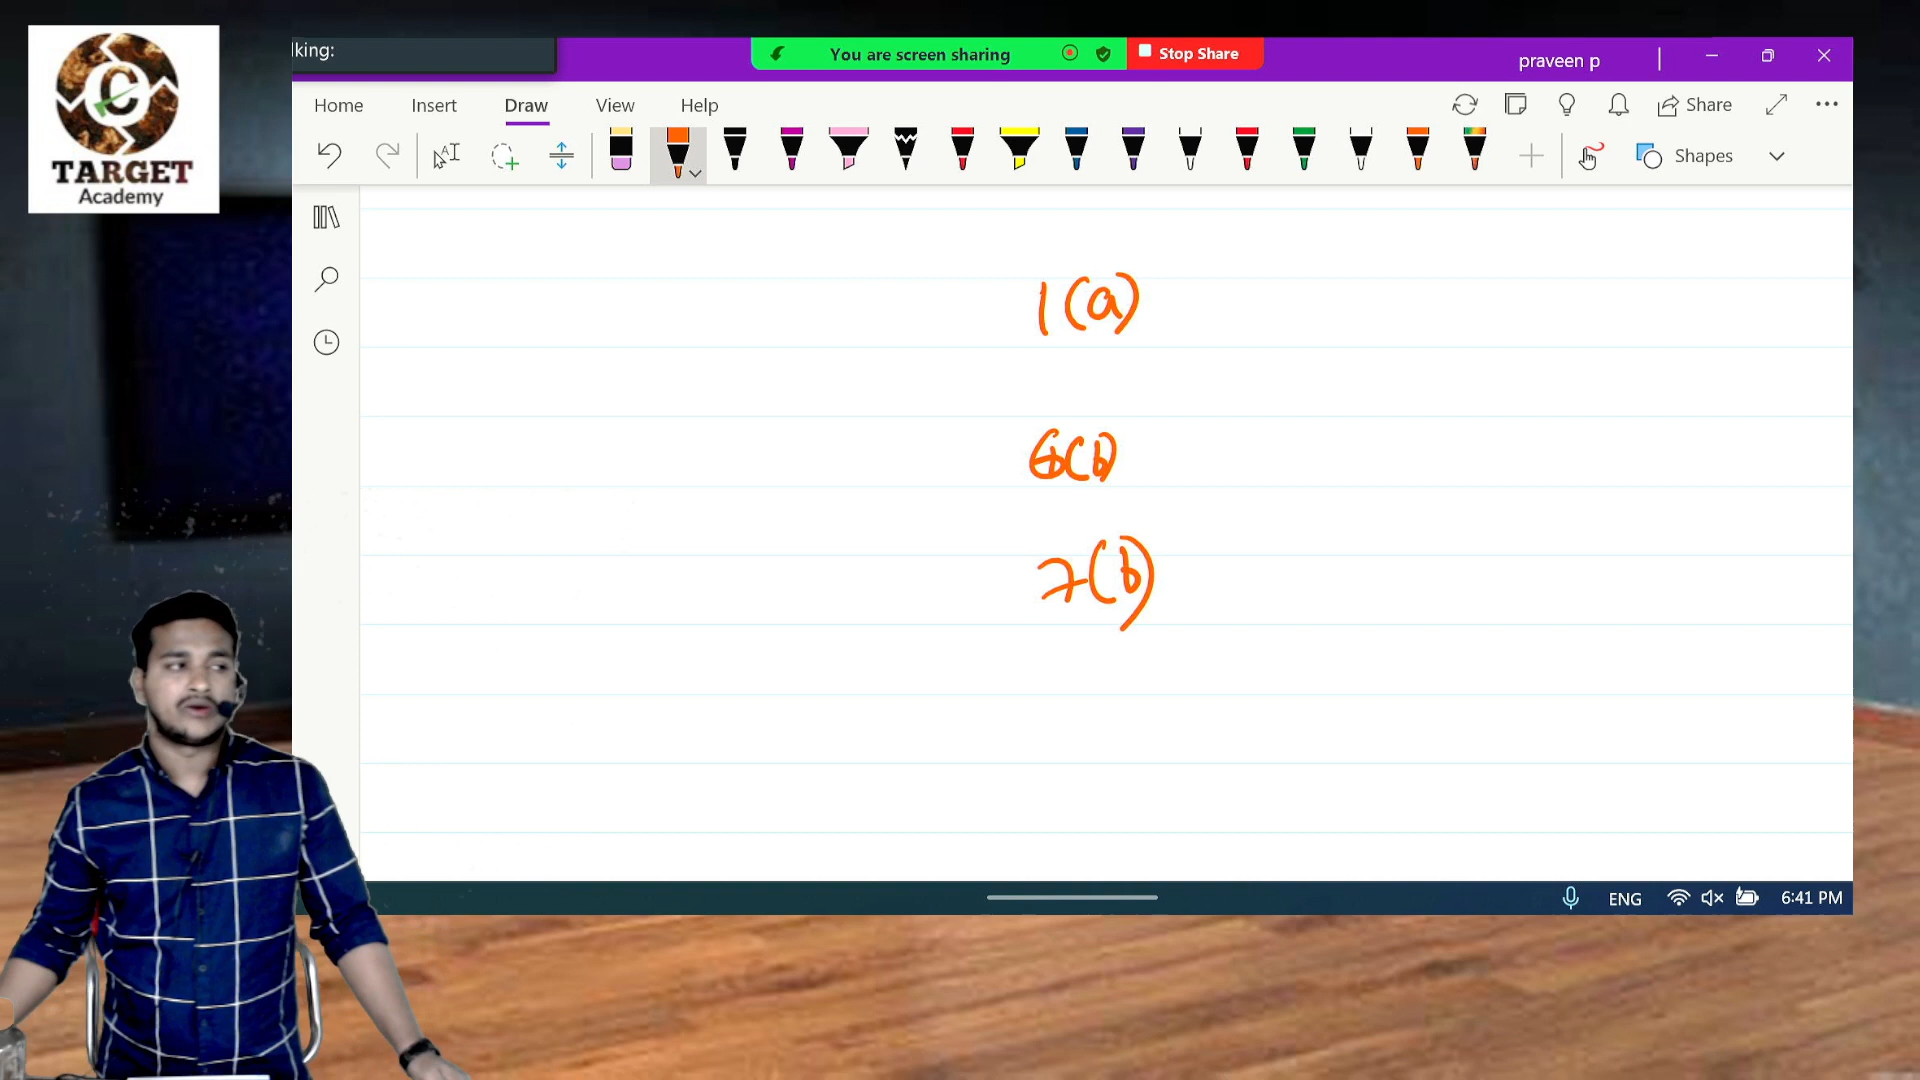 lking:
You are screen sharing
Stop Share
praveen p
Home Insert Draw View Help
Share
Shapes
C
TARGET
Academy
1(a)
6(b)
7(b)
ENG
6:41 PM